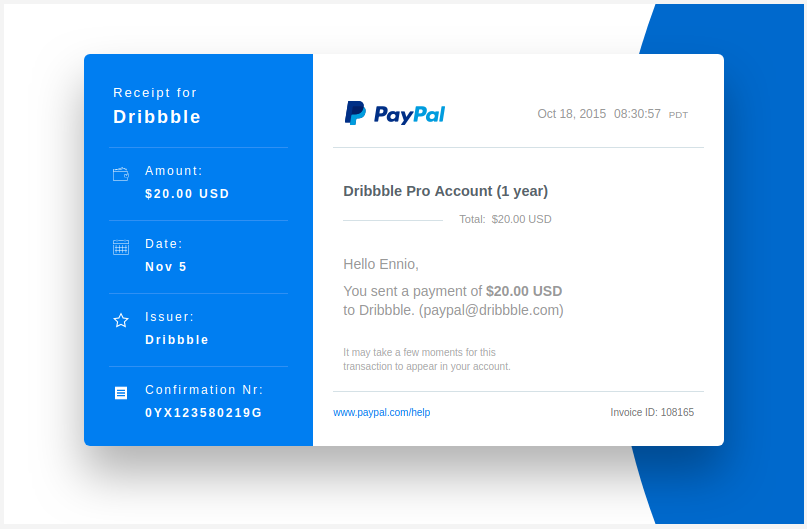 Receipt for
Dribbble
Amount:
$20.00 USD
Date:
Nov 5
Issuer:
Dribbble
Confirmation Nr:
0YX123580219G
PayPal
Oct 18, 2015 08:30:57 PDT
Dribbble Pro Account (1 year)
Total: $20.00 USD
Hello Ennio,
You sent a payment of $20.00 USD
to Dribbble. (paypal@dribbble.com)
It may take a few moments for this
transaction to appear in your account.
www.paypal.com/help
Invoice ID: 108165